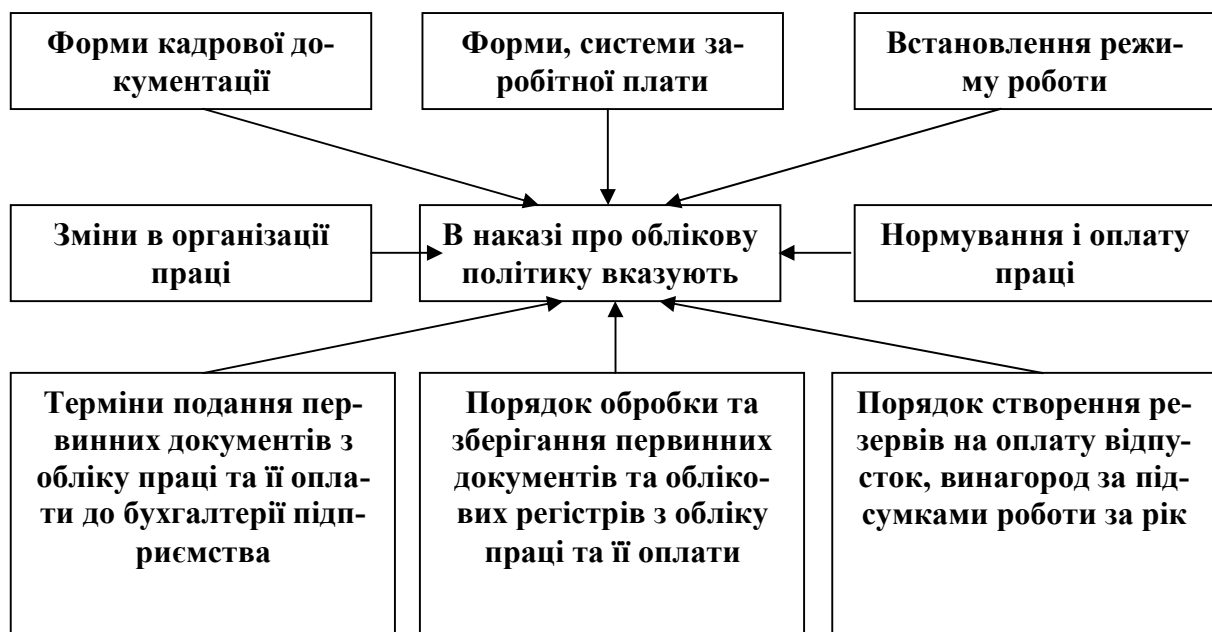 Форми кадрової до-
кументації
Форми, системи за-
робітної плати
Встановлення режи-
му роботи
Зміни в організації
праці
В наказі про облікову
політику вказують
Нормування і оплату
праці
Терміни подання пер-
винних документів з
обліку праці та її опла-
ти до бухгалтерії підп-
риємства
Порядок обробки та
зберігання первинних
документів та обліко-
вих регістрів з обліку
праці та її оплати
Порядок створення ре-
зервів на оплату відпу-
сток, винагород за під-
сумками роботи за рік